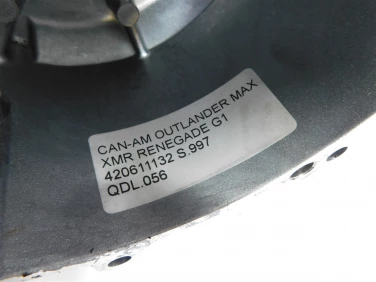 CAN-AM OUTLANDER MAX
XMR RENEGADE G1
420611132 S.997
QDL.056